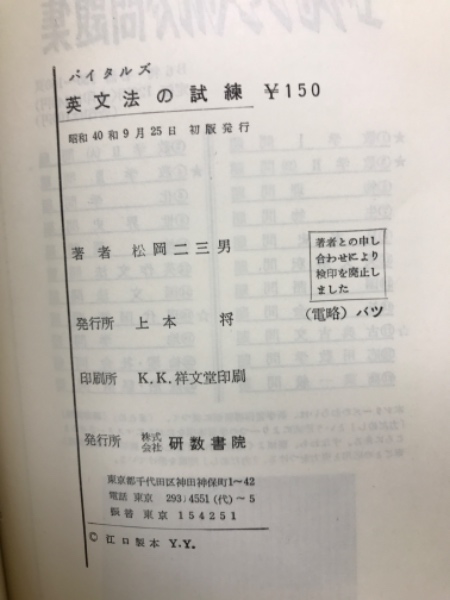 バイタルズ
英文法の試練 ￥150
昭和40年9月25日 初版発行
著者 松岡二三男
著者との申し
合わせにより
検印を廃止し
ました
発行所 上本 将
(電略) バツ
印刷所 K.K.祥文堂印刷
発行所 株式会社 研数書院
東京都千代田区神田神保町1〜42
電話 東京 293)4551(代)〜5
振替 東京 154251
© 江口製本 Y.Y.